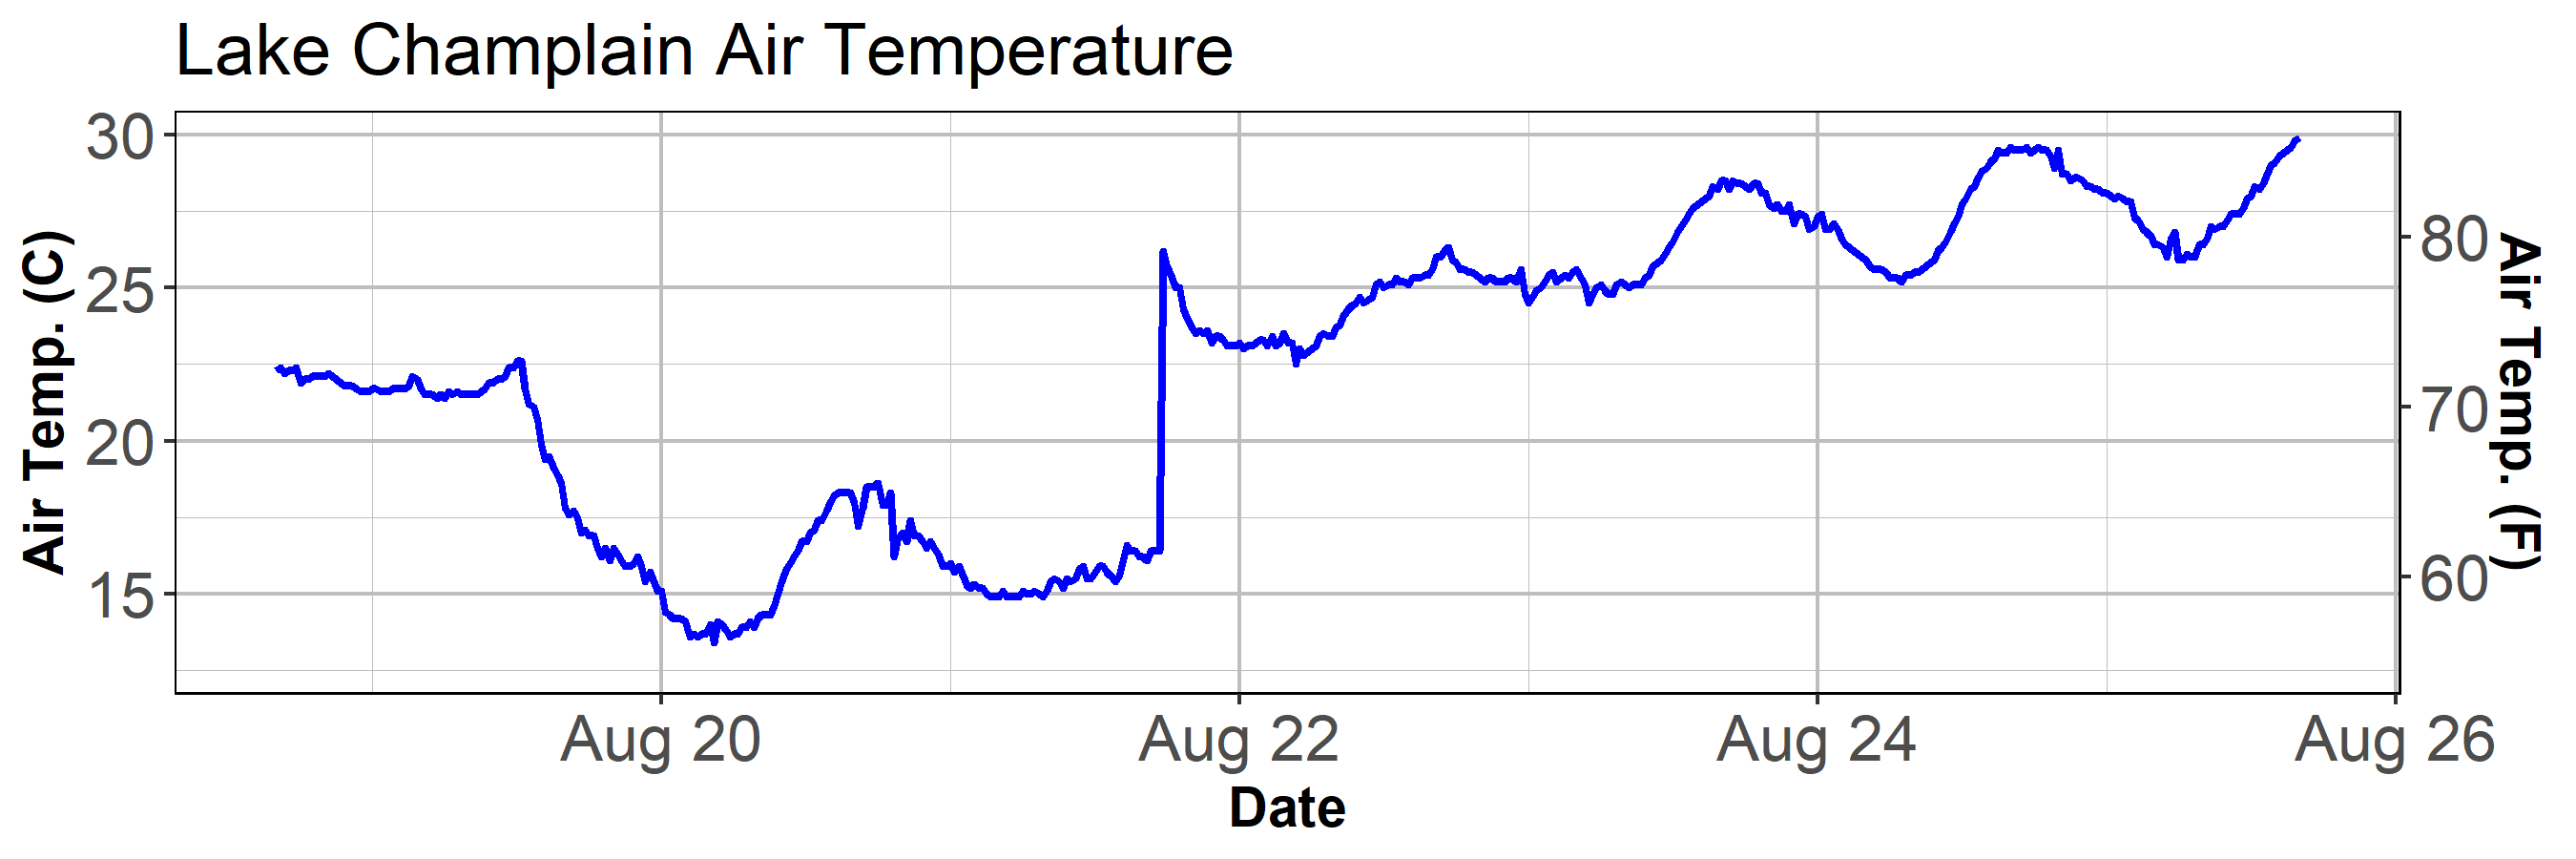 Lake Champlain Air Temperature
Air Temp. (C)
30
25
20
15
80
70
60
Air Temp. (F)
Aug 20
Aug 22
Aug 24
Aug 26
Date